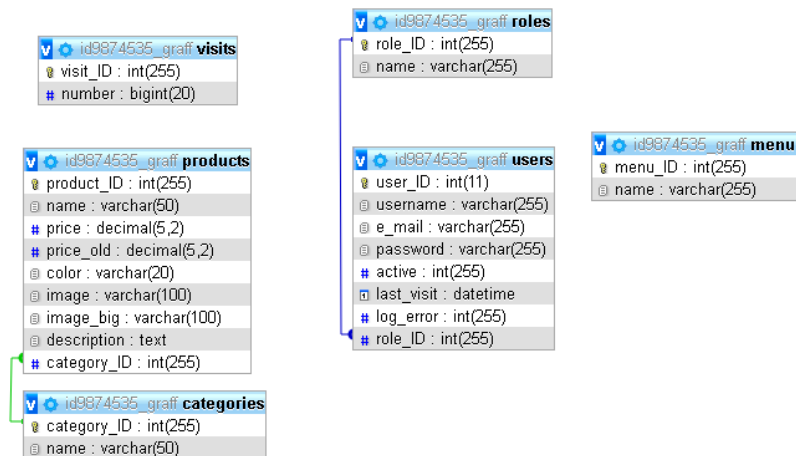 id9874535_graff visits
visit_ID : int(255)
# number : bigint(20)
id9874535_graff products
product_ID : int(255)
name : varchar(50)
# price : decimal(5,2)
# price_old : decimal(5,2)
color : varchar(20)
image : varchar(100)
image_big : varchar(100)
description : text
# category_ID : int(255)
id9874535_graff categories
category_ID : int(255)
name : varchar(50)
id9874535_graff roles
role_ID : int(255)
name : varchar(255)
id9874535_graff users
user_ID : int(11)
username : varchar(255)
e_mail : varchar(255)
password : varchar(255)
# active : int(255)
last_visit : datetime
# log_error : int(255)
# role_ID : int(255)
id9874535_graff menu
menu_ID : int(255)
name : varchar(255)